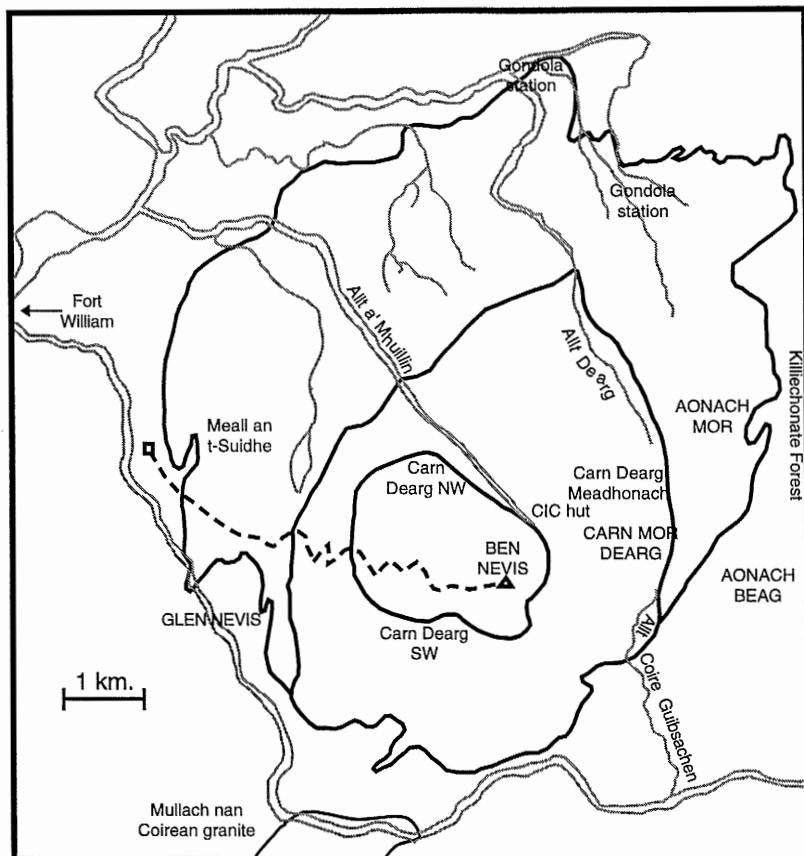 Gondola
station
Gondola
station
Fort
William
Allt a' Mhuillin
Allt Dearg
Killiechonate Forest
AONACH
MOR
Meall an
t-Suidhe
Carn
Dearg NW
Carn Dearg
Meadhonach
CIC hut
CARN MOR
DEARG
BEN
NEVIS
AONACH
BEAG
GLEN NEVIS
Carn Dearg
SW
Allt Coire Guibsachen
1 km.
Mullach nan
Coirean granite